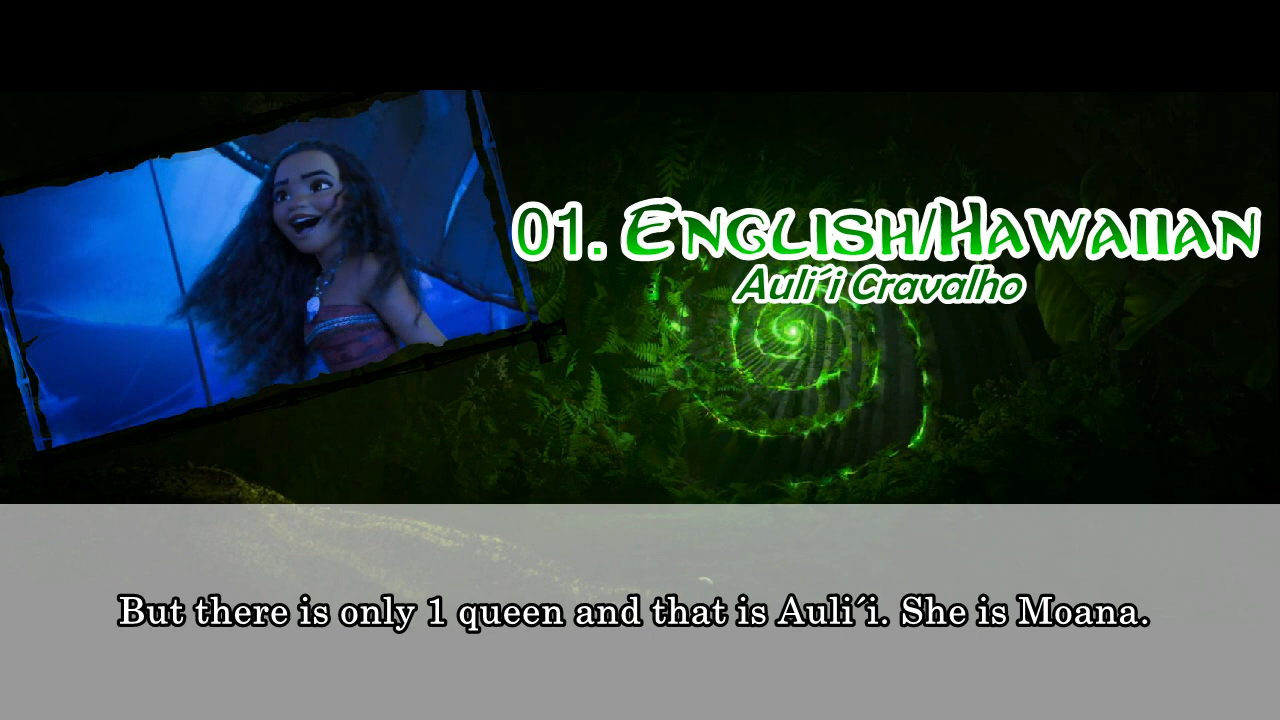 01. English/Hawaiian
Auli´i Cravalho
But there is only 1 queen and that is Auli´i. She is Moana.